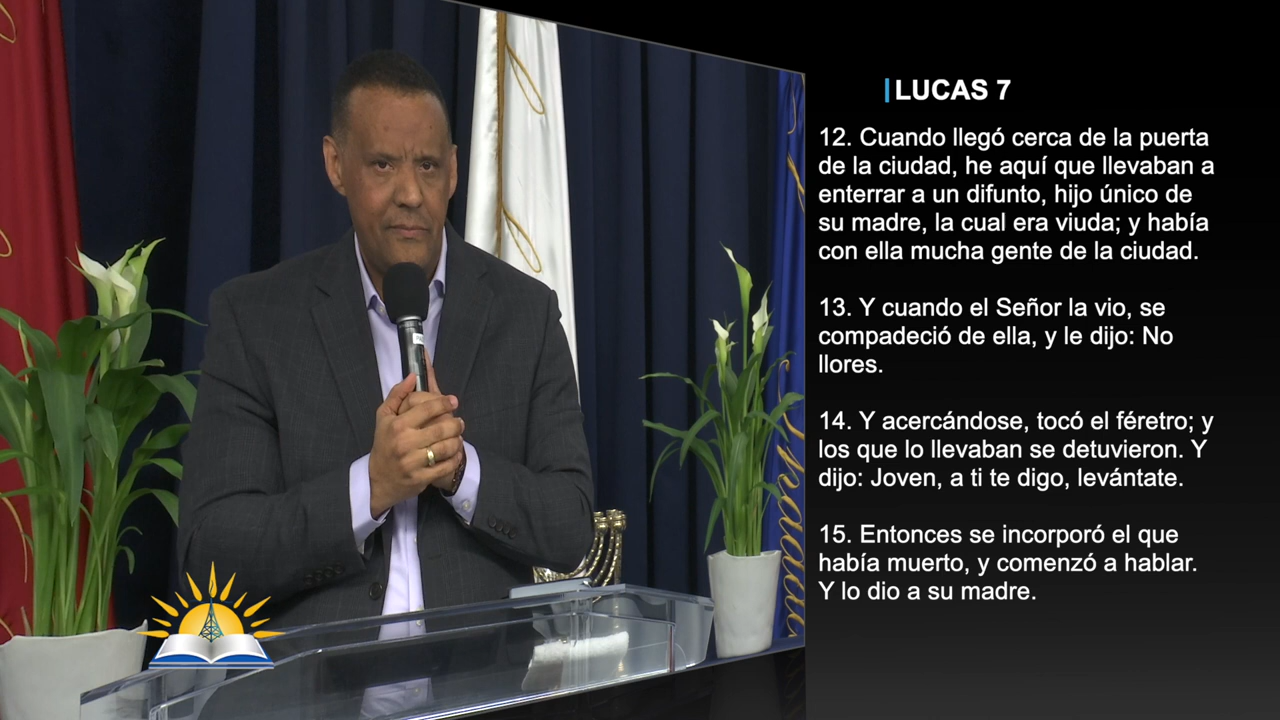 LUCAS 7
12. Cuando llegó cerca de la puerta
de la ciudad, he aquí que llevaban a
enterrar a un difunto, hijo único de
su madre, la cual era viuda; y había
con ella mucha gente de la ciudad.
13. Y cuando el Señor la vio, se
compadeció de ella, y le dijo: No
llores.
14. Y acercándose, tocó el féretro; y
los que lo llevaban se detuvieron. Y
dijo: Joven, a ti te digo, levántate.
15. Entonces se incorporó el que
había muerto, y comenzó a hablar.
Y lo dio a su madre.